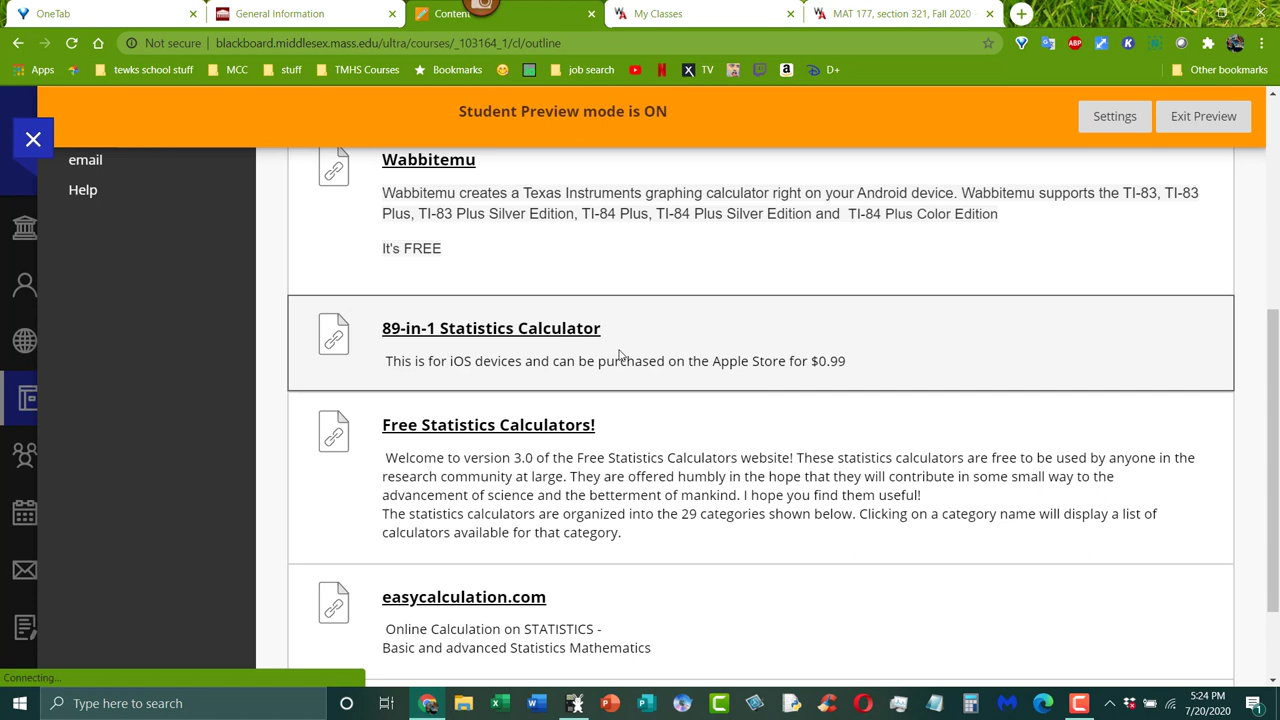 OneTab
General Information
Content
My Classes
MAT 177, section 321, Fall 2020
Not secure
blackboard.middlesex.mass.edu/ultra/courses/_103164_1/cl/outline
ABP
Apps
tewks school stuff
MCC
stuff
TMHS Courses
Bookmarks
job search
TV
D+
Other bookmarks
Student Preview mode is ON
Settings
Exit Preview
email
Help
Wabbitemu
Wabbitemu creates a Texas Instruments graphing calculator right on your Android device. Wabbitemu supports the TI-83, TI-83
Plus, TI-83 Plus Silver Edition, TI-84 Plus, TI-84 Plus Silver Edition and TI-84 Plus Color Edition
It's FREE
89-in-1 Statistics Calculator
This is for iOS devices and can be purchased on the Apple Store for $0.99
Free Statistics Calculators!
Welcome to version 3.0 of the Free Statistics Calculators website! These statistics calculators are free to be used by anyone in the
research community at large. They are offered humbly in the hope that they will contribute in some small way to the
advancement of science and the betterment of mankind. I hope you find them useful!
The statistics calculators are organized into the 29 categories shown below. Clicking on a category name will display a list of
calculators available for that category.
easycalculation.com
Online Calculation on STATISTICS -
Basic and advanced Statistics Mathematics
Connecting...
Type here to search
5:24 PM
7/20/2020